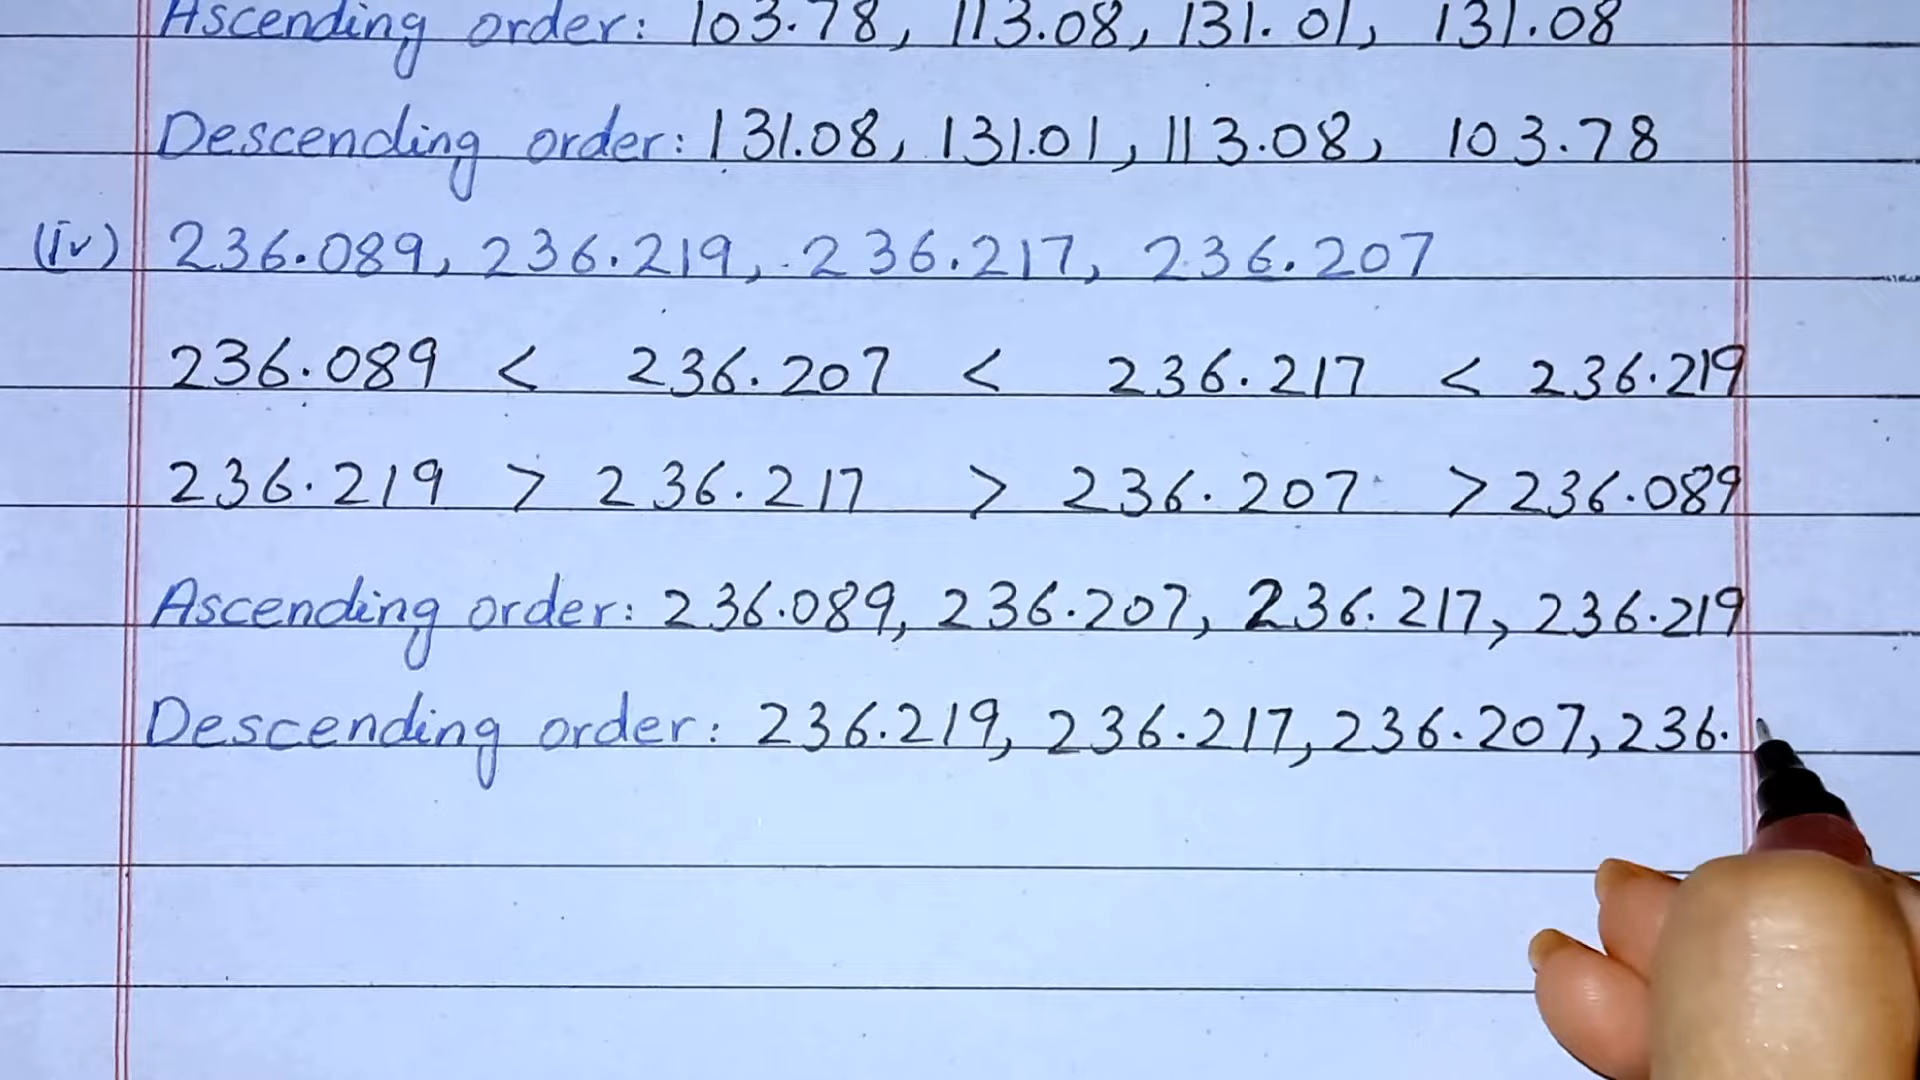 Ascending order: 103.78, 113.08, 131.01, 131.08
Descending order: 131.08, 131.01, 113.08, 103.78
(iv) 236.089, 236.219, 236.217, 236.207
236.089 < 236.207 < 236.217 < 236.219
236.219 > 236.217 > 236.207 > 236.089
Ascending order: 236.089, 236.207, 236.217, 236.219
Descending order: 236.219, 236.217, 236.207, 236.